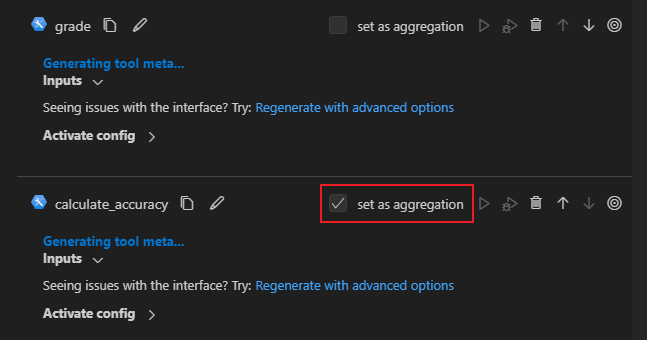 grade set as aggregation
Generating tool meta...
Inputs
Seeing issues with the interface? Try: Regenerate with advanced options
Activate config
calculate_accuracy set as aggregation
Generating tool meta...
Inputs
Seeing issues with the interface? Try: Regenerate with advanced options
Activate config